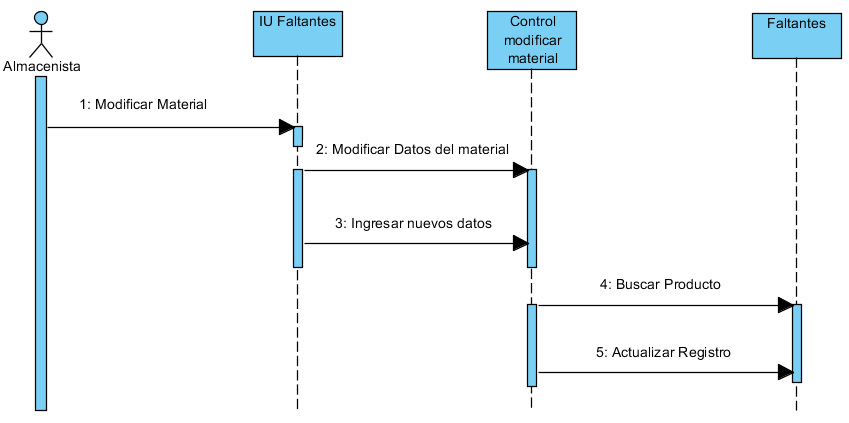 IU Faltantes
Control
modificar
material
Faltantes
Almacenista
1: Modificar Material
2: Modificar Datos del material
3: Ingresar nuevos datos
4: Buscar Producto
5: Actualizar Registro